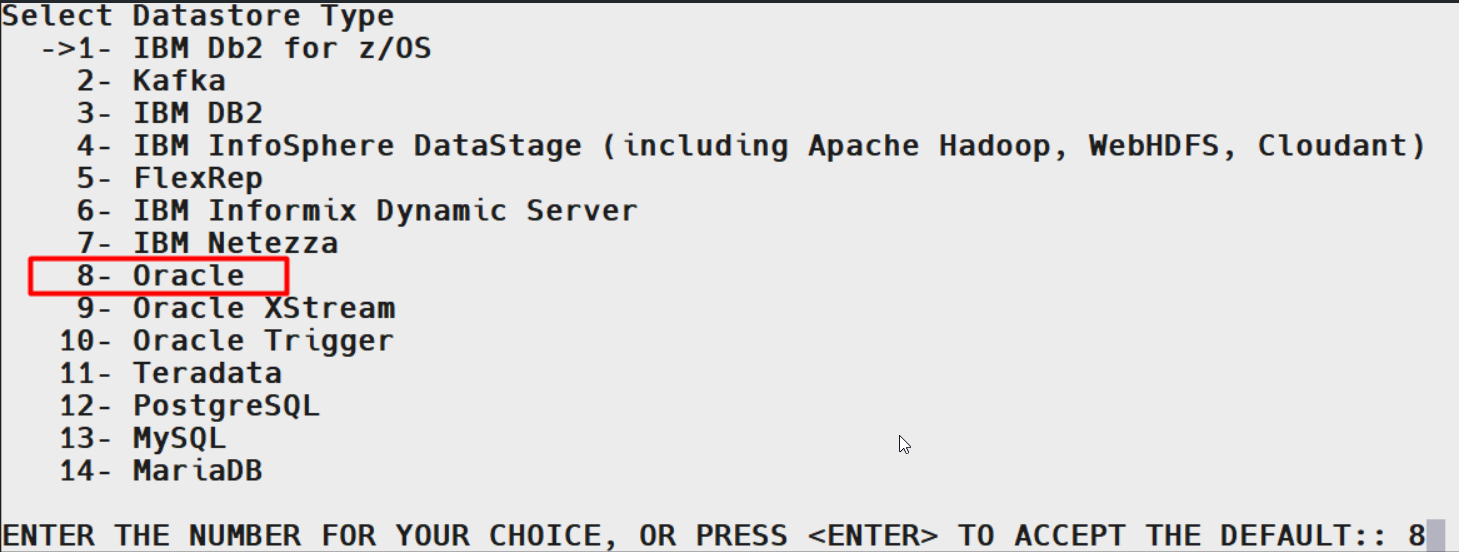 Select Datastore Type
->1- IBM Db2 for z/OS
2- Kafka
3- IBM DB2
4- IBM InfoSphere DataStage (including Apache Hadoop, WebHDFS, Cloudant)
5- FlexRep
6- IBM Informix Dynamic Server
7- IBM Netezza
8- Oracle
9- Oracle XStream
10- Oracle Trigger
11- Teradata
12- PostgreSQL
13- MySQL
14- MariaDB
ENTER THE NUMBER FOR YOUR CHOICE, OR PRESS <ENTER> TO ACCEPT THE DEFAULT:: 8